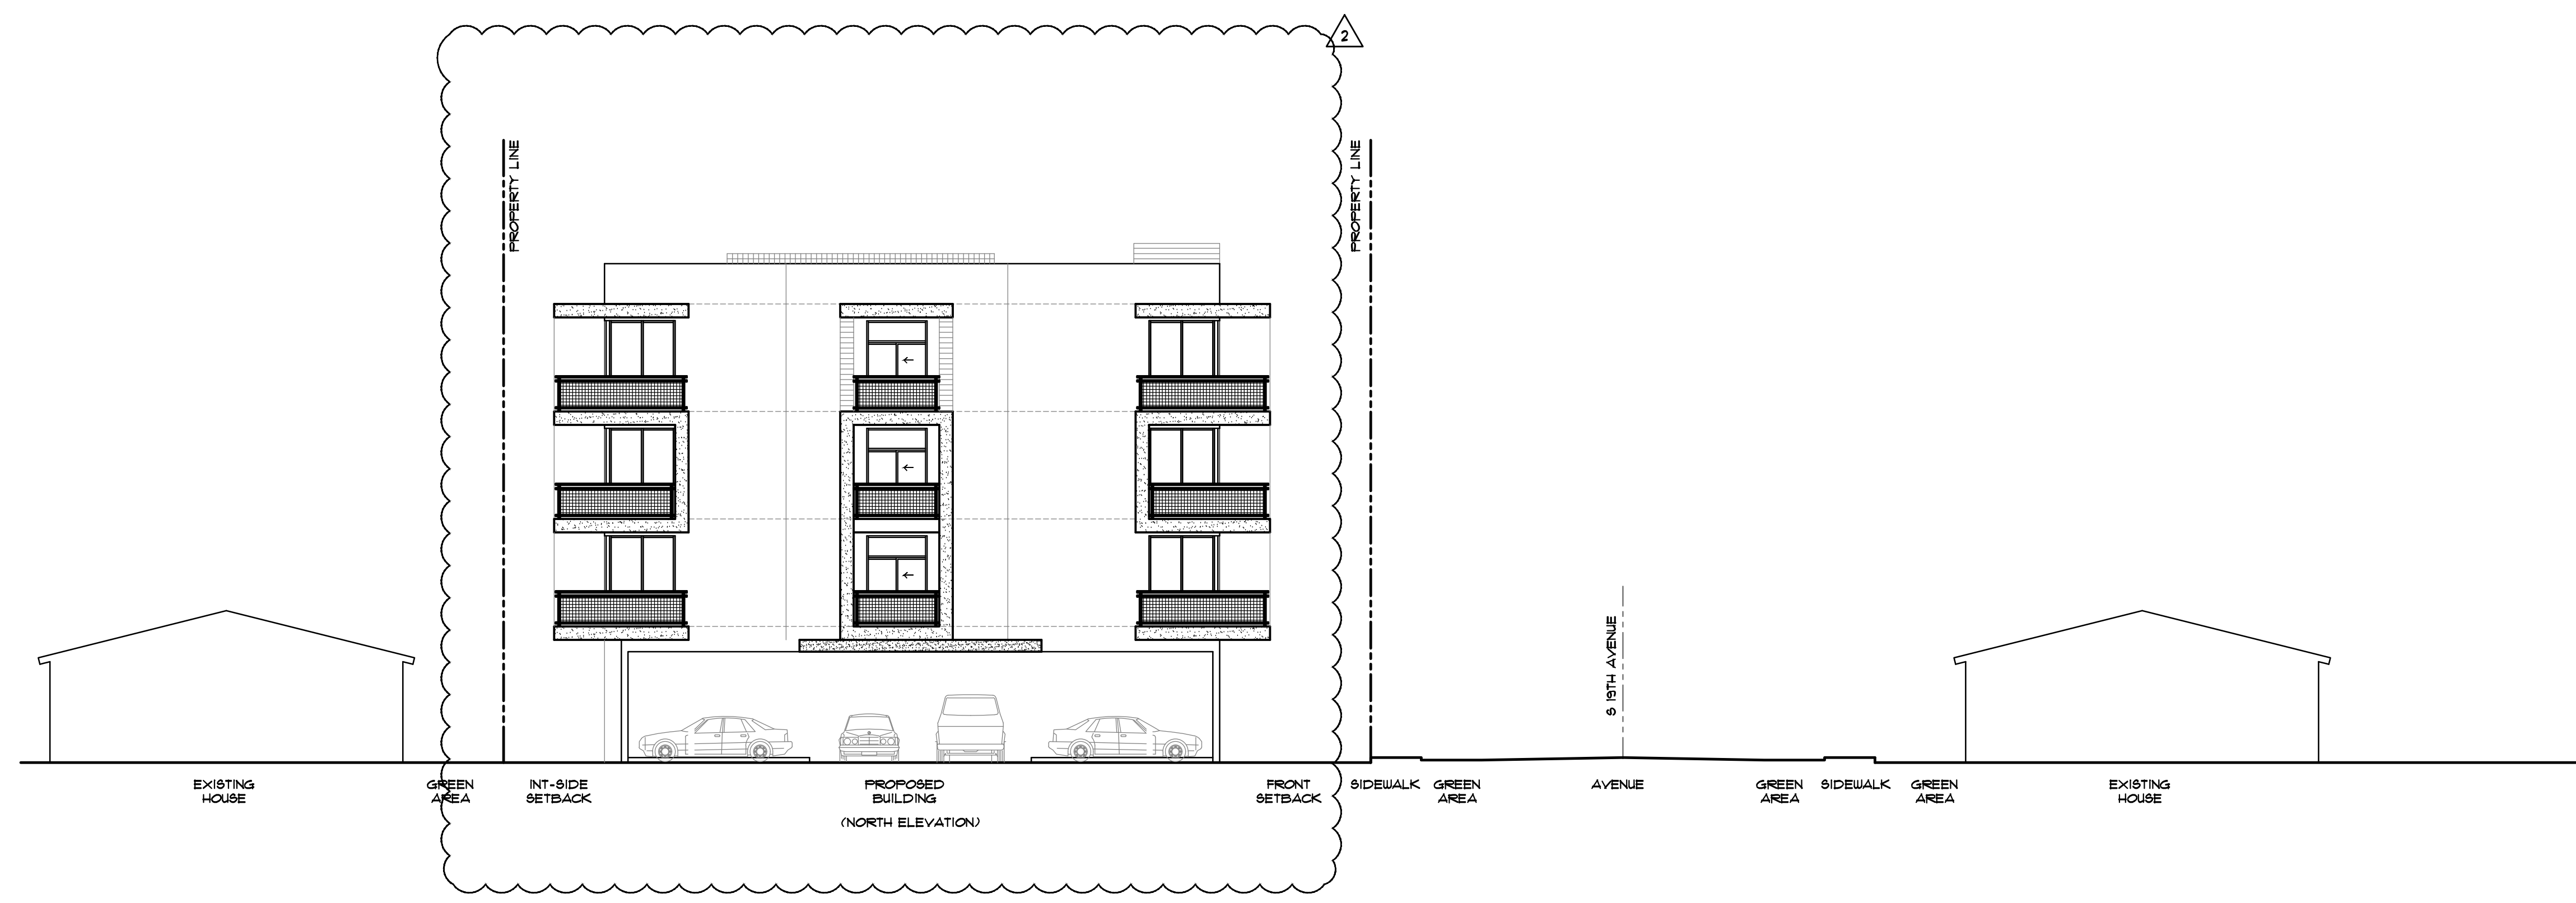 2
PROPERTY LINE
PROPERTY LINE
S 19TH AVENUE
EXISTING
HOUSE
GREEN
AREA
INT-SIDE
SETBACK
PROPOSED
BUILDING
(NORTH ELEVATION)
FRONT
SETBACK
SIDEWALK
GREEN
AREA
AVENUE
GREEN
AREA
SIDEWALK
GREEN
AREA
EXISTING
HOUSE